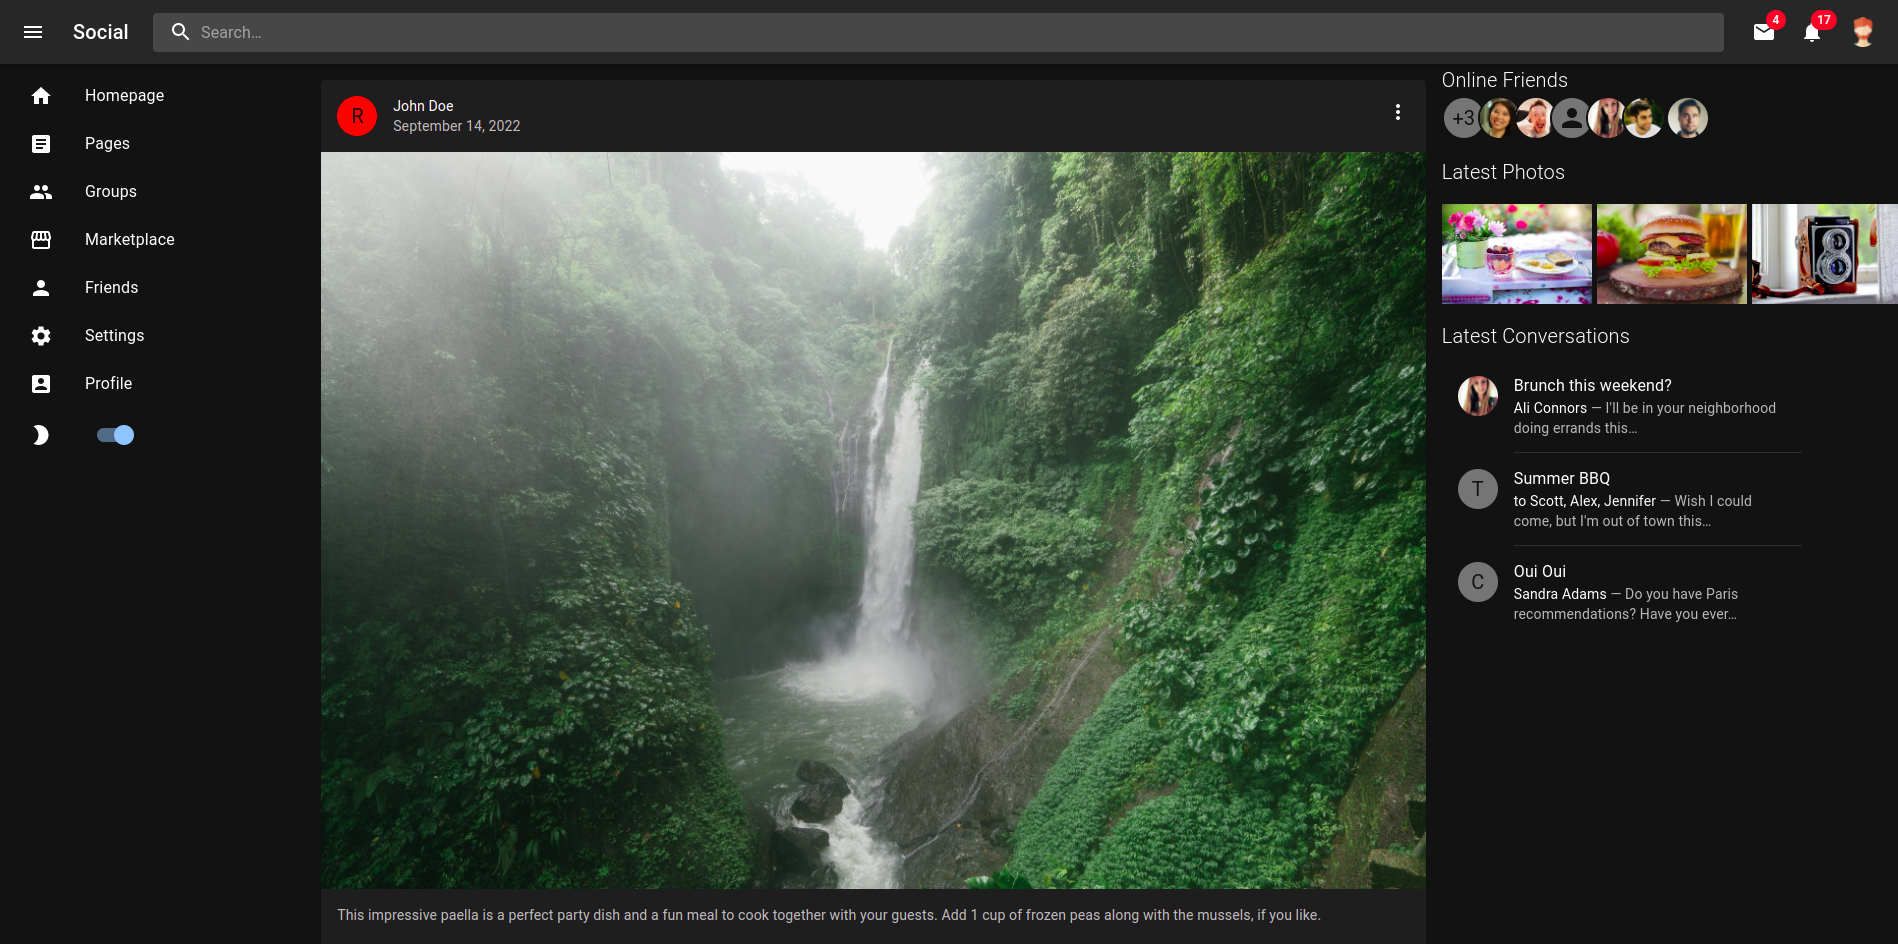 Social
Search…
4
17
Homepage
Pages
Groups
Marketplace
Friends
Settings
Profile
R
John Doe
September 14, 2022
This impressive paella is a perfect party dish and a fun meal to cook together with your guests. Add 1 cup of frozen peas along with the mussels, if you like.
Online Friends
+3
Latest Photos
Latest Conversations
Brunch this weekend?
Ali Connors — I'll be in your neighborhood
doing errands this…
T
Summer BBQ
to Scott, Alex, Jennifer — Wish I could
come, but I'm out of town this…
C
Oui Oui
Sandra Adams — Do you have Paris
recommendations? Have you ever…